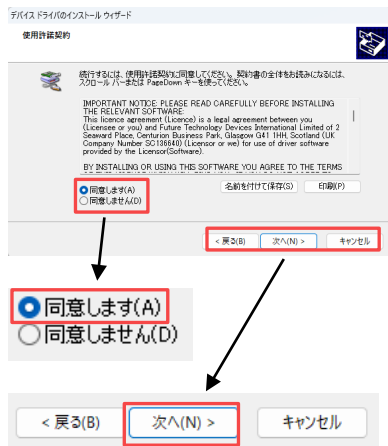 デバイス ドライバのインストール ウィザード
使用許諾契約
続行するには、使用許諾契約に同意してください。契約書の全体をお読みになるには、
スクロール バーまたは PageDown キーを使ってください。
IMPORTANT NOTICE: PLEASE READ CAREFULLY BEFORE INSTALLING
THE RELEVANT SOFTWARE:
This licence agreement (Licence) is a legal agreement between you
(Licensee or you) and Future Technology Devices International Limited of 2
Seaward Place, Centurion Business Park, Glasgow G41 1HH, Scotland (UK
Company Number SC136640) (Licensor or we) for use of driver software
provided by the Licensor(Software).
BY INSTALLING OR USING THIS SOFTWARE YOU AGREE TO THE TERMS
同意します(A)
同意しません(D)
名前を付けて保存(S)
印刷(P)
< 戻る(B)
次へ(N) >
キャンセル
同意します(A)
同意しません(D)
< 戻る(B)
次へ(N) >
キャンセル